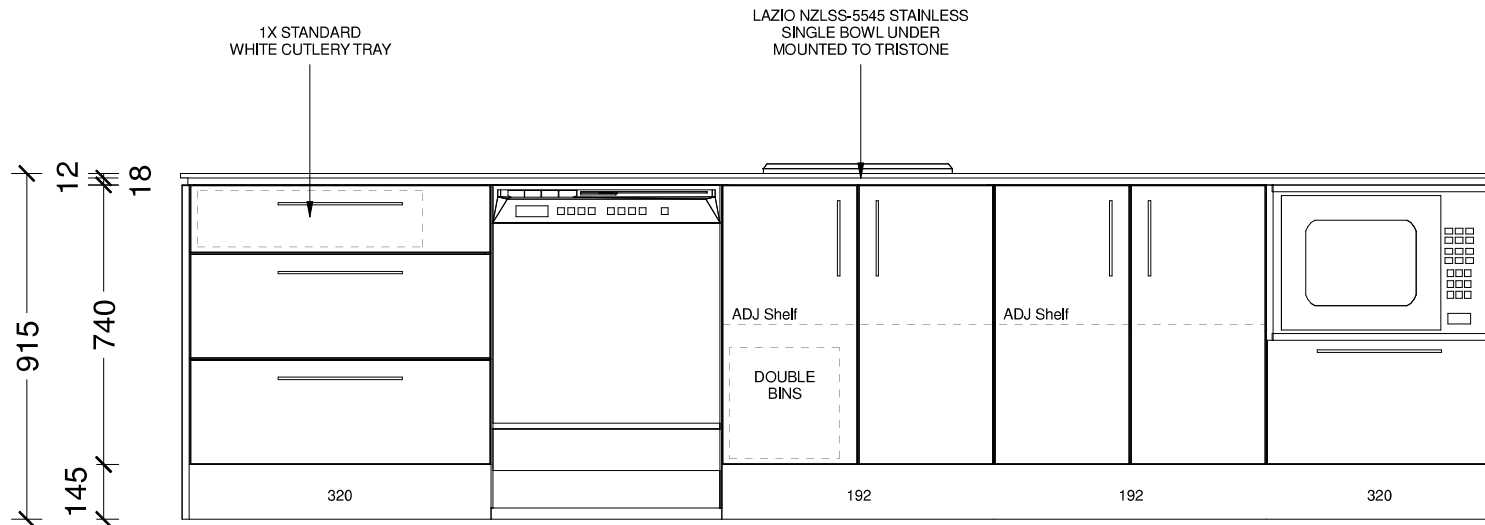 1X STANDARD
WHITE CUTLERY TRAY
LAZIO NZLSS-5545 STAINLESS
SINGLE BOWL UNDER
MOUNTED TO TRISTONE
12
18
915
740
145
ADJ Shelf
ADJ Shelf
DOUBLE
BINS
320
192
192
320